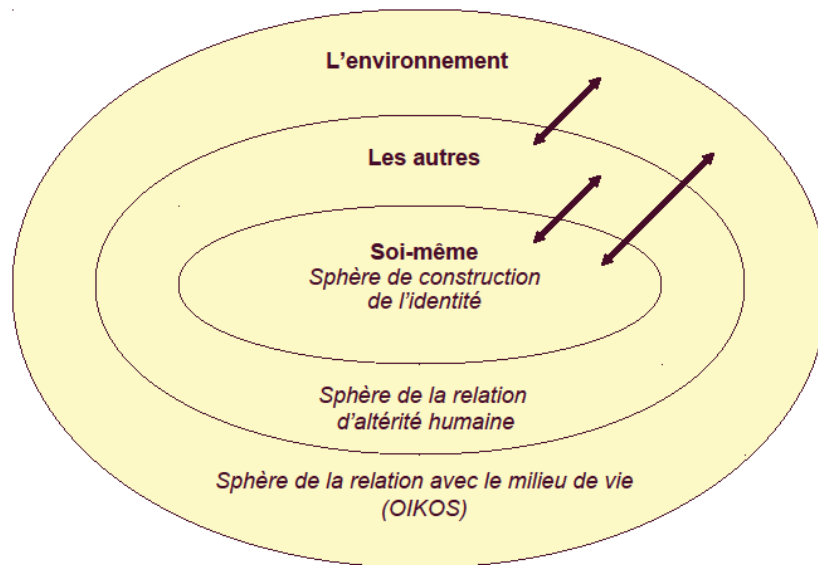 L’environnement
Les autres
Soi-même
Sphère de construction
de l’identité
Sphère de la relation
d’altérité humaine
Sphère de la relation avec le milieu de vie
(OIKOS)